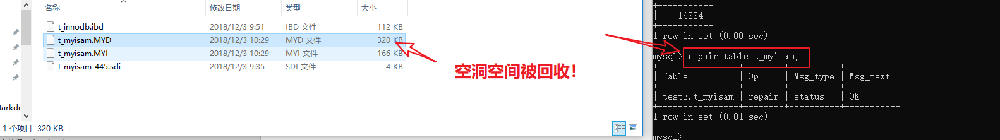 名称 修改日期 类型 大小
t_innodb.ibd 2018/12/3 9:51 IBD 文件 112 KB
t_myisam.MYD 2018/12/3 10:29 MYD 文件 320 KB
t_myisam.MYI 2018/12/3 10:29 MYI 文件 166 KB
t_myisam_445.sdi 2018/12/3 9:35 SDI 文件 4 KB
空洞空间被回收!
1 个项目 320 KB
+----------+
| 16384 |
+----------+
1 row in set (0.00 sec)
mysql> repair table t_myisam;
+----------------+--------+----------+----------+
| Table | Op | Msg_type | Msg_text |
+----------------+--------+----------+----------+
| test3.t_myisam | repair | status | OK |
+----------------+--------+----------+----------+
1 row in set (0.01 sec)
mysql>